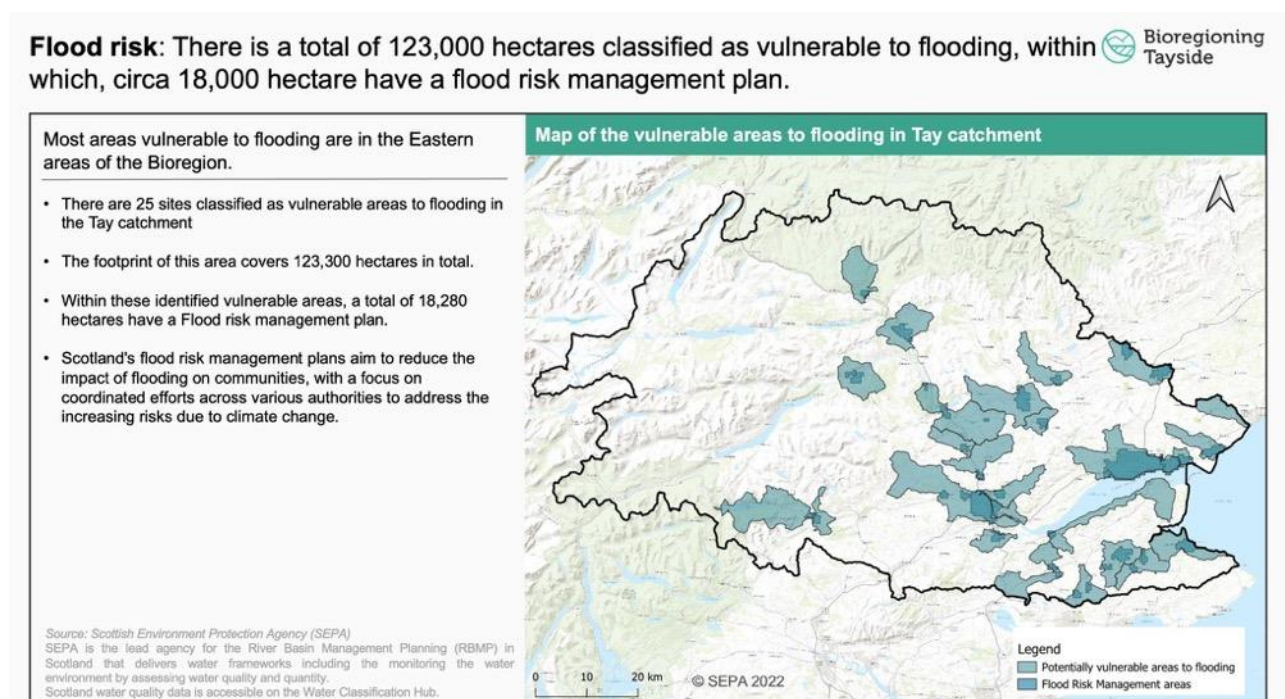 Flood risk: There is a total of 123,000 hectares classified as vulnerable to flooding, within
which, circa 18,000 hectare have a flood risk management plan.
Bioregioning
Tayside
Most areas vulnerable to flooding are in the Eastern
areas of the Bioregion.
• There are 25 sites classified as vulnerable areas to flooding in
the Tay catchment
• The footprint of this area covers 123,300 hectares in total.
• Within these identified vulnerable areas, a total of 18,280
hectares have a Flood risk management plan.
• Scotland's flood risk management plans aim to reduce the
impact of flooding on communities, with a focus on
coordinated efforts across various authorities to address the
increasing risks due to climate change.
Source: Scottish Environment Protection Agency (SEPA)
SEPA is the lead agency for the River Basin Management Planning (RBMP) in
Scotland that delivers water frameworks including the monitoring the water
environment by assessing water quality and quantity.
Scotland water quality data is accessible on the Water Classification Hub.
Map of the vulnerable areas to flooding in Tay catchment
0 10 20 km
© SEPA 2022
Legend
Potentially vulnerable areas to flooding
Flood Risk Management areas